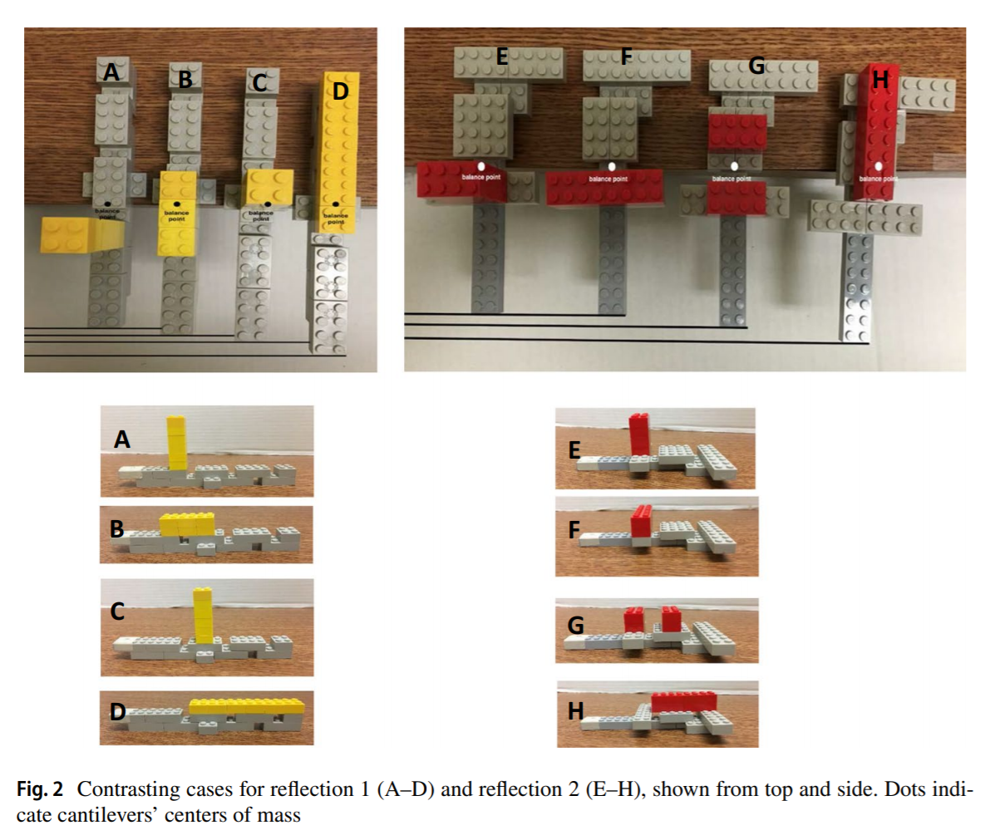 A
B
C
D
balance
point
balance
point
balance
point
balance
point
E
F
G
H
balance point
balance point
balance point
balance point
A
B
C
D
E
F
G
H
Fig. 2 Contrasting cases for reflection 1 (A–D) and reflection 2 (E–H), shown from top and side. Dots indi-
cate cantilevers' centers of mass